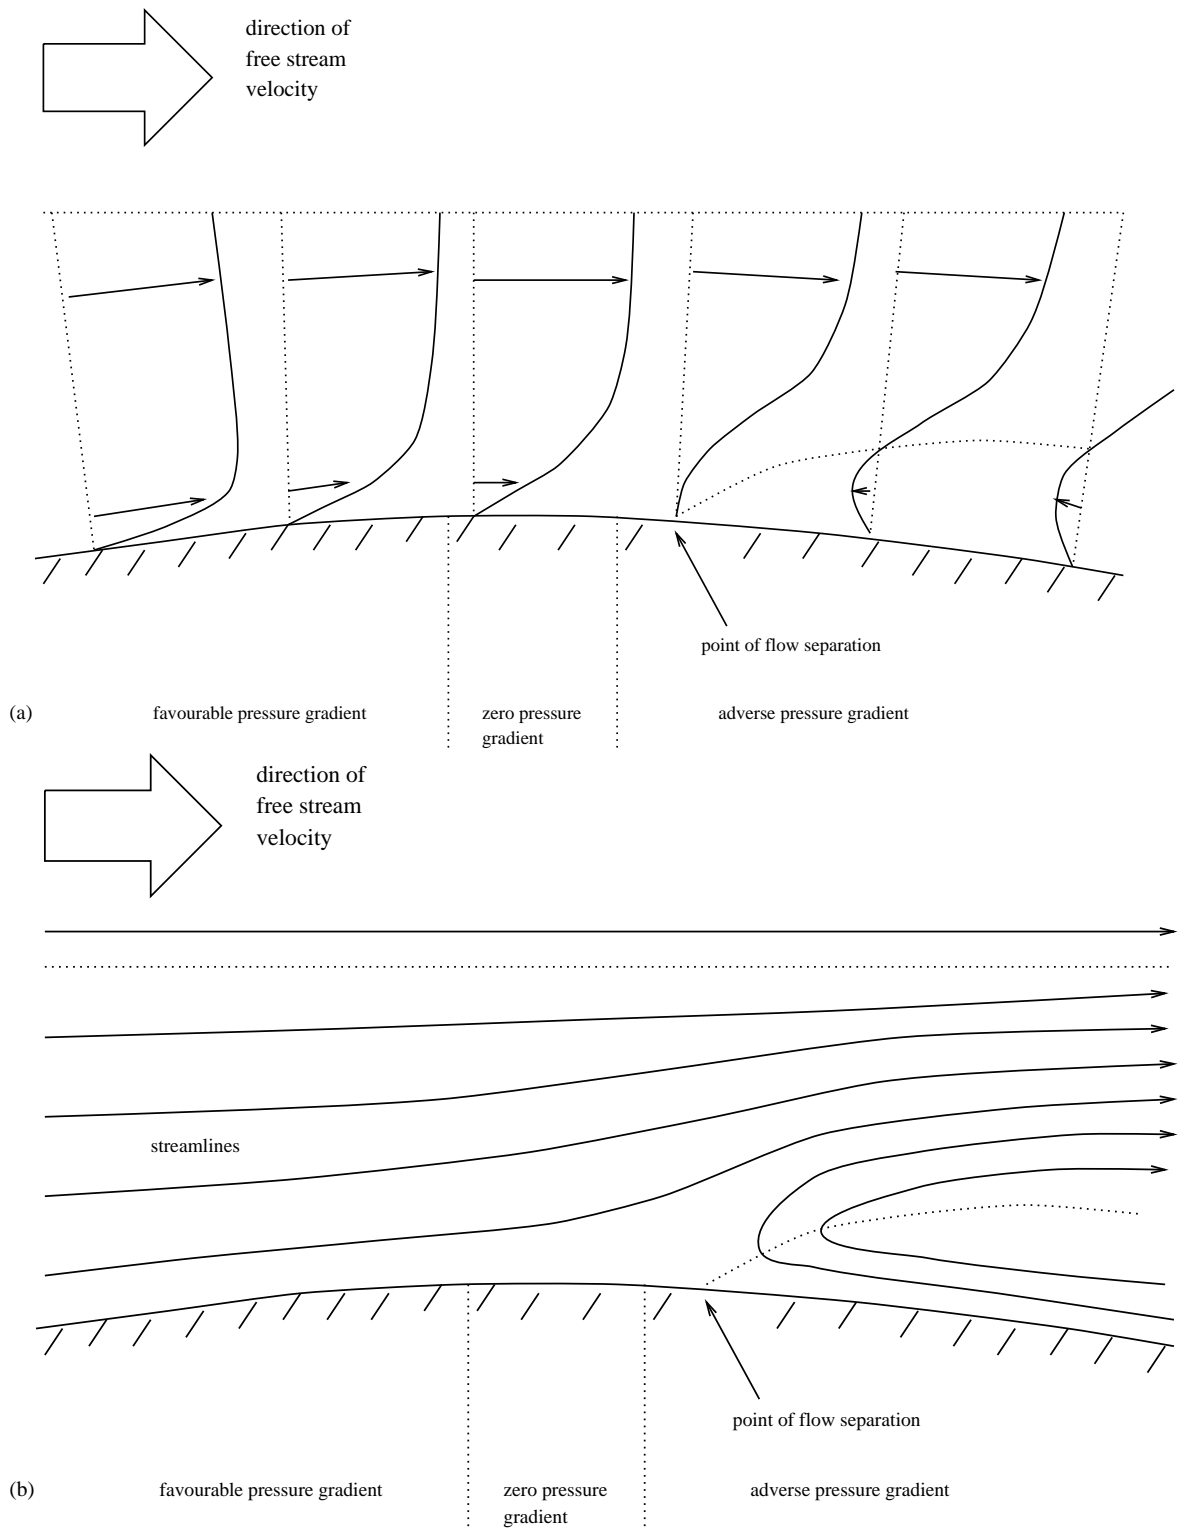 direction of
free stream
velocity
point of flow separation
(a)
favourable pressure gradient
zero pressure
gradient
adverse pressure gradient
direction of
free stream
velocity
streamlines
point of flow separation
(b)
favourable pressure gradient
zero pressure
gradient
adverse pressure gradient